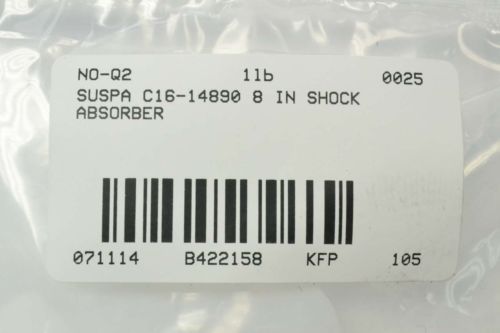 NO-Q2 1lb 0025
SUSPA C16-14890 8 IN SHOCK
ABSORBER
071114 B422158 KFP 105